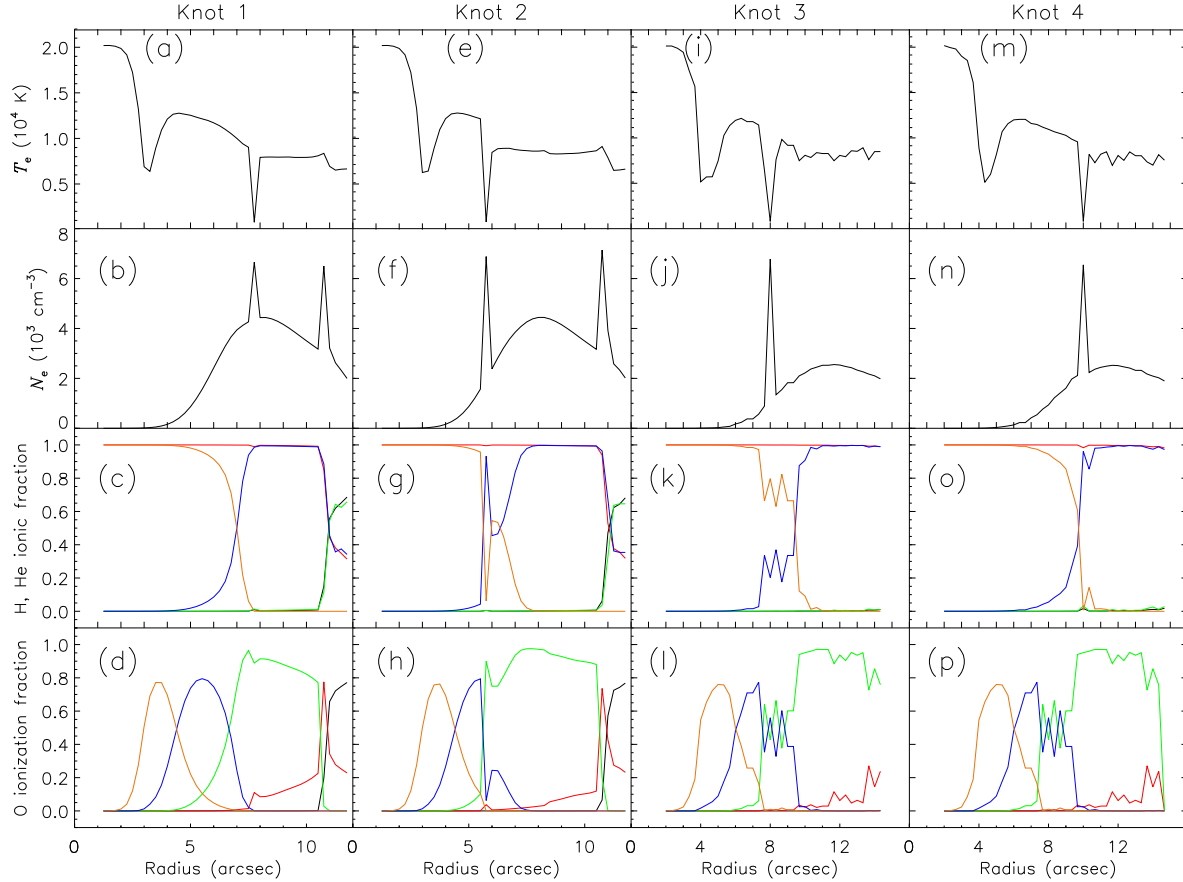 Knot 1 Knot 2 Knot 3 Knot 4
(a) (e) (i) (m)
2.0
1.5
1.0
0.5
Te (10⁴ K)
(b) (f) (j) (n)
8
6
4
2
0
Ne (10³ cm⁻³)
(c) (g) (k) (o)
1.0
0.8
0.6
0.4
0.2
0.0
H, He ionic fraction
(d) (h) (l) (p)
1.0
0.8
0.6
0.4
0.2
0.0
O ionization fraction
0 5 10 0 5 10 0 4 8 12 0 4 8 12
Radius (arcsec) Radius (arcsec) Radius (arcsec) Radius (arcsec)